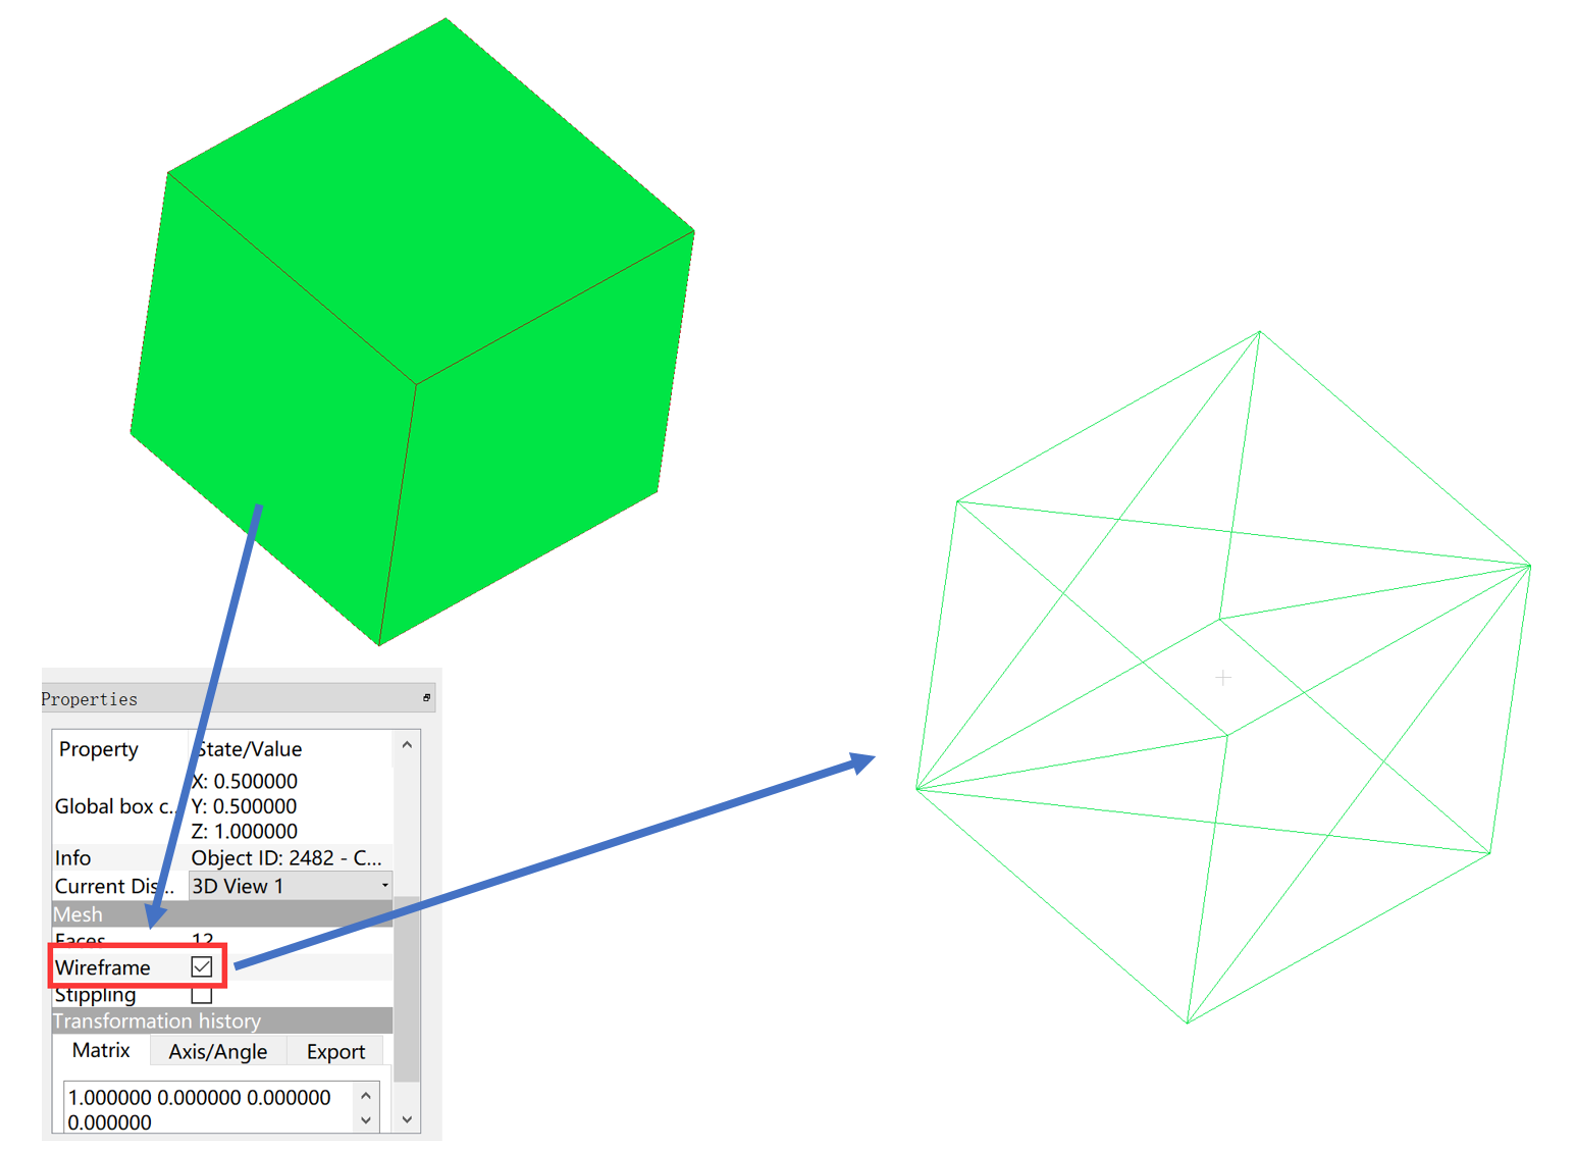 Properties
Property State/Value
X: 0.500000
Global box c... Y: 0.500000
Z: 1.000000
Info Object ID: 2482 - C...
Current Dis... 3D View 1
Mesh
Faces 12
Wireframe
Stippling
Transformation history
Matrix Axis/Angle Export
1.000000 0.000000 0.000000
0.000000